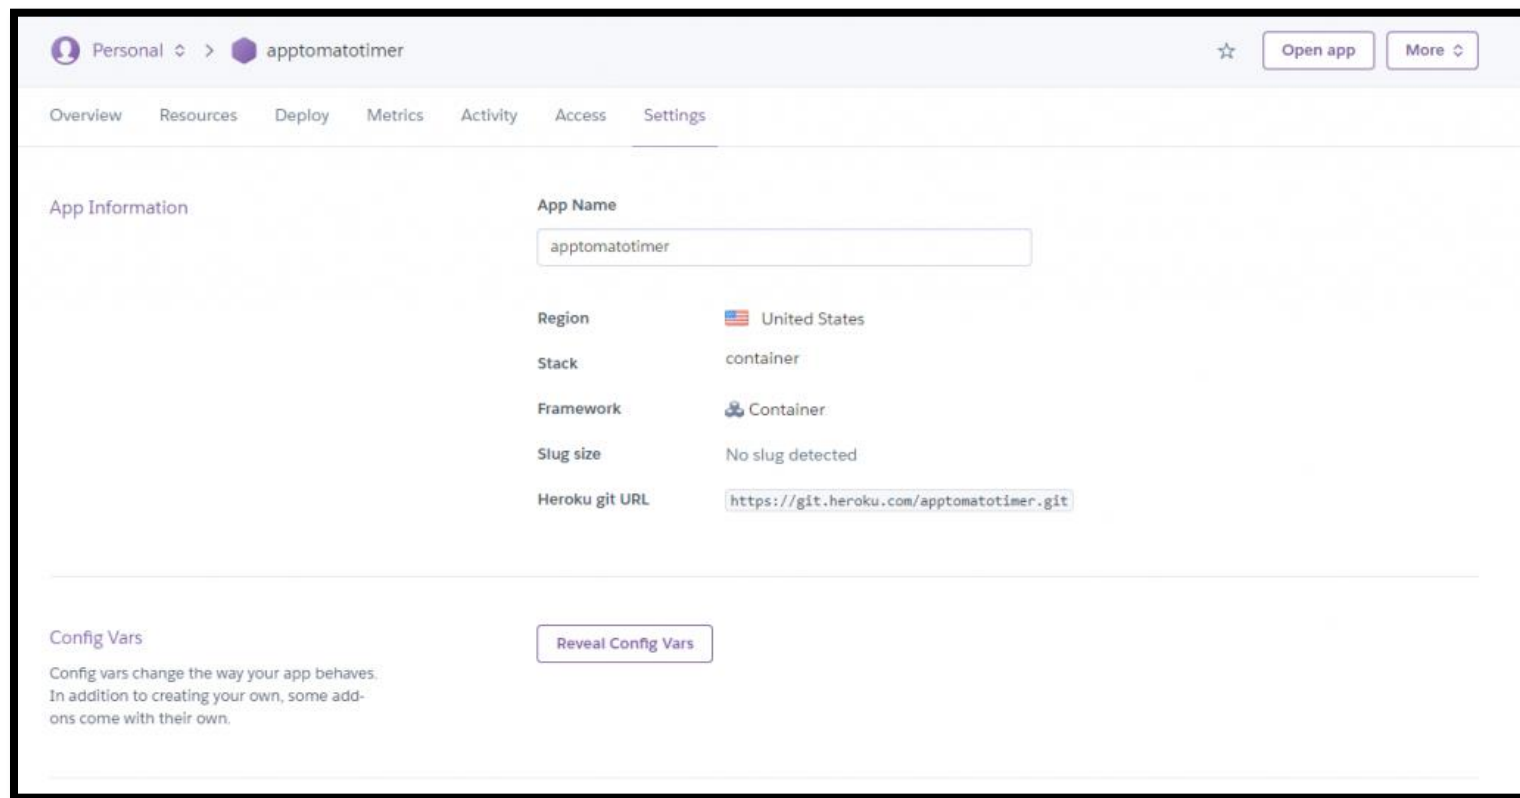 Personal > apptomatotimer
Open app
More
Overview Resources Deploy Metrics Activity Access Settings
App Information
App Name
apptomatotimer
Region United States
Stack container
Framework Container
Slug size No slug detected
Heroku git URL https://git.heroku.com/apptomatotimer.git
Config Vars
Reveal Config Vars
Config vars change the way your app behaves.
In addition to creating your own, some add-
ons come with their own.